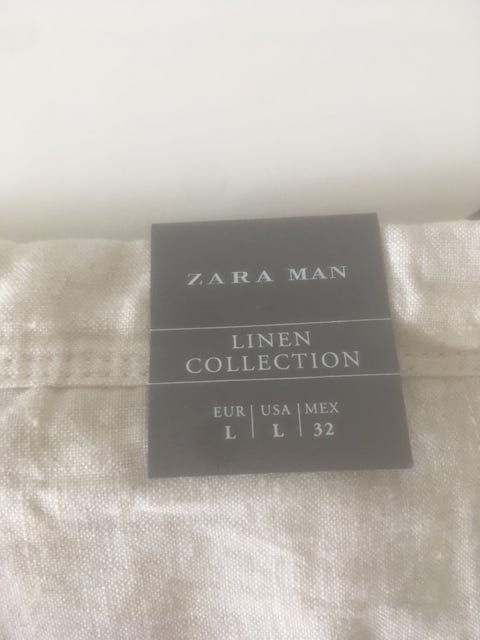 ZARA MAN
LINEN
COLLECTION
EUR USA MEX
L L 32